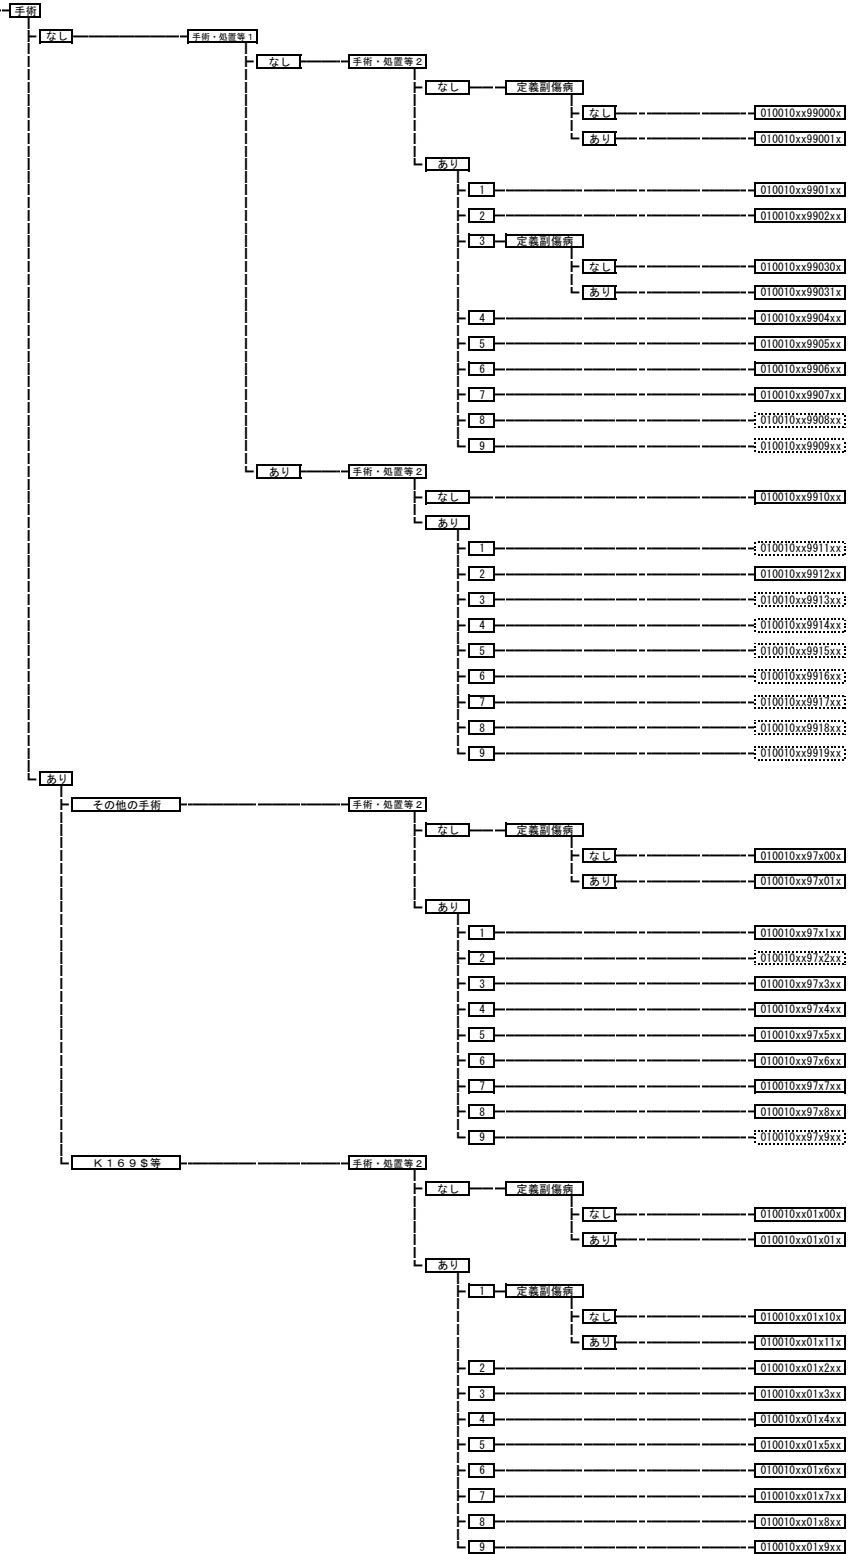 手術
なし 手術・処置等１
なし 手術・処置等２
なし 定義副傷病
なし 010010xx99000x
あり 010010xx99001x
あり
1 010010xx9901xx
2 010010xx9902xx
3 定義副傷病
なし 010010xx99030x
あり 010010xx99031x
4 010010xx9904xx
5 010010xx9905xx
6 010010xx9906xx
7 010010xx9907xx
8 010010xx9908xx
9 010010xx9909xx
あり 手術・処置等２
なし 010010xx9910xx
あり
1 010010xx9911xx
2 010010xx9912xx
3 010010xx9913xx
4 010010xx9914xx
5 010010xx9915xx
6 010010xx9916xx
7 010010xx9917xx
8 010010xx9918xx
9 010010xx9919xx
あり
その他の手術 手術・処置等２
なし 定義副傷病
なし 010010xx97x00x
あり 010010xx97x01x
あり
1 010010xx97x1xx
2 010010xx97x2xx
3 010010xx97x3xx
4 010010xx97x4xx
5 010010xx97x5xx
6 010010xx97x6xx
7 010010xx97x7xx
8 010010xx97x8xx
9 010010xx97x9xx
Ｋ１６９＄等 手術・処置等２
なし 定義副傷病
なし 010010xx01x00x
あり 010010xx01x01x
あり
1 定義副傷病
なし 010010xx01x10x
あり 010010xx01x11x
2 010010xx01x2xx
3 010010xx01x3xx
4 010010xx01x4xx
5 010010xx01x5xx
6 010010xx01x6xx
7 010010xx01x7xx
8 010010xx01x8xx
9 010010xx01x9xx